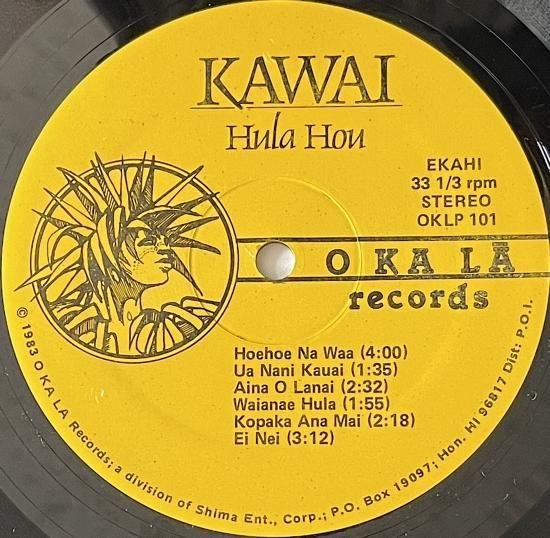 KAWAI
Hula Hou
EKAHI
33 1/3 rpm
STEREO
OKLP 101
O KA LĀ
records
Hoehoe Na Waa (4:00)
Ua Nani Kauai (1:35)
Aina O Lanai (2:32)
Waianae Hula (1:55)
Kopaka Ana Mai (2:18)
Ei Nei (3:12)
© 1983 O KA LA Records; a division of Shima Ent., Corp.; P.O. Box 19097; Hon. HI 96817 Dist: P.O.I.